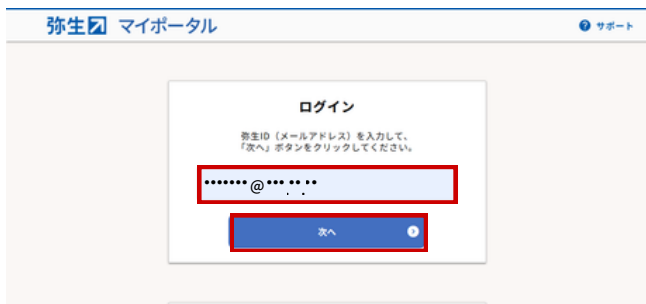 弥生 マイポータル
サポート
ログイン
弥生ID（メールアドレス）を入力して、
「次へ」ボタンをクリックしてください。
•••••••@•••.••.••
次へ